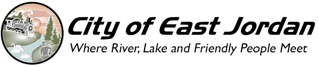 City of East Jordan
Where River, Lake and Friendly People Meet